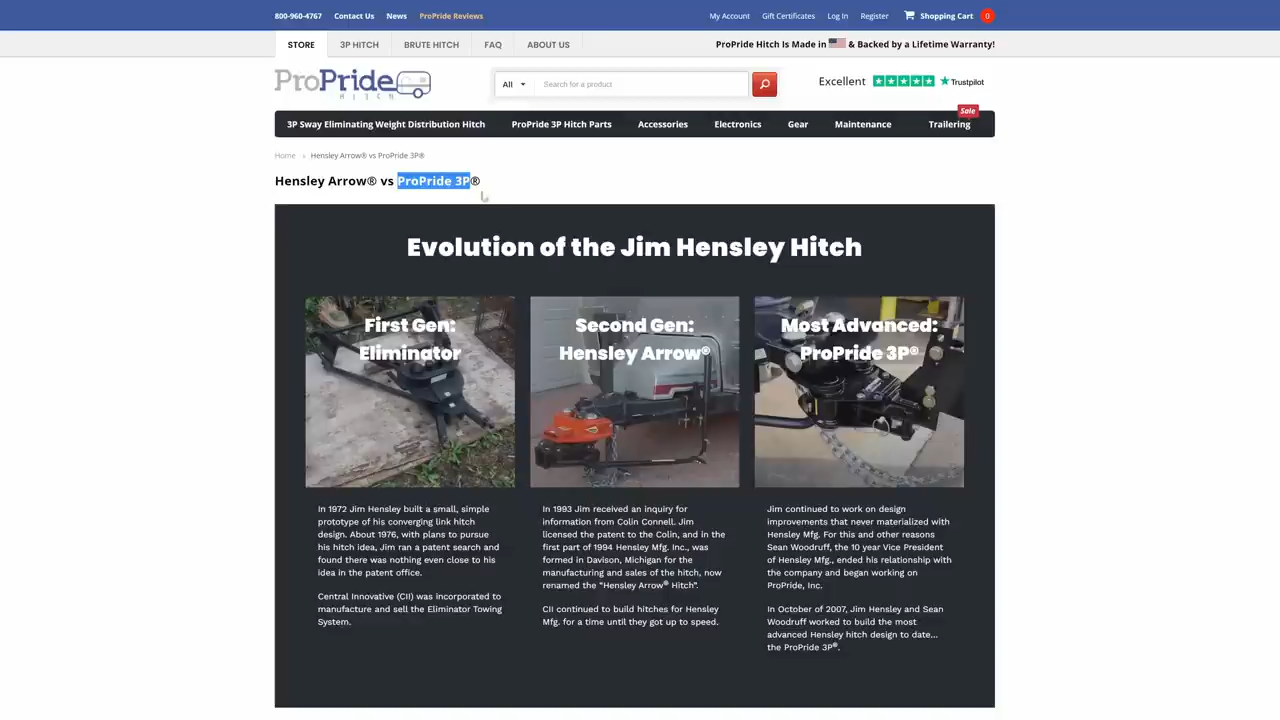 800-960-4767 Contact Us News ProPride Reviews My Account Gift Certificates Log In Register Shopping Cart 0
STORE 3P HITCH BRUTE HITCH FAQ ABOUT US ProPride Hitch Is Made in & Backed by a Lifetime Warranty!
ProPride
HITCH
All Search for a product
Excellent Trustpilot
Sale
3P Sway Eliminating Weight Distribution Hitch ProPride 3P Hitch Parts Accessories Electronics Gear Maintenance Trailering
Home › Hensley Arrow® vs ProPride 3P®
Hensley Arrow® vs ProPride 3P®
Evolution of the Jim Hensley Hitch
First Gen:
Eliminator
In 1972 Jim Hensley built a small, simple
prototype of his converging link hitch
design. About 1976, with plans to pursue
his hitch idea, Jim ran a patent search and
found there was nothing even close to his
idea in the patent office.
Central Innovative (CII) was incorporated to
manufacture and sell the Eliminator Towing
System.
Second Gen:
Hensley Arrow®
In 1993 Jim received an inquiry for
information from Colin Connell. Jim
licensed the patent to the Colin, and in the
first part of 1994 Hensley Mfg. Inc., was
formed in Davison, Michigan for the
manufacturing and sales of the hitch, now
renamed the “Hensley Arrow® Hitch”.
CII continued to build hitches for Hensley
Mfg. for a time until they got up to speed.
Most Advanced:
ProPride 3P®
Jim continued to work on design
improvements that never materialized with
Hensley Mfg. For this and other reasons
Sean Woodruff, the 10 year Vice President
of Hensley Mfg., ended his relationship with
the company and began working on
ProPride, Inc.
In October of 2007, Jim Hensley and Sean
Woodruff worked to build the most
advanced Hensley hitch design to date...
the ProPride 3P®.